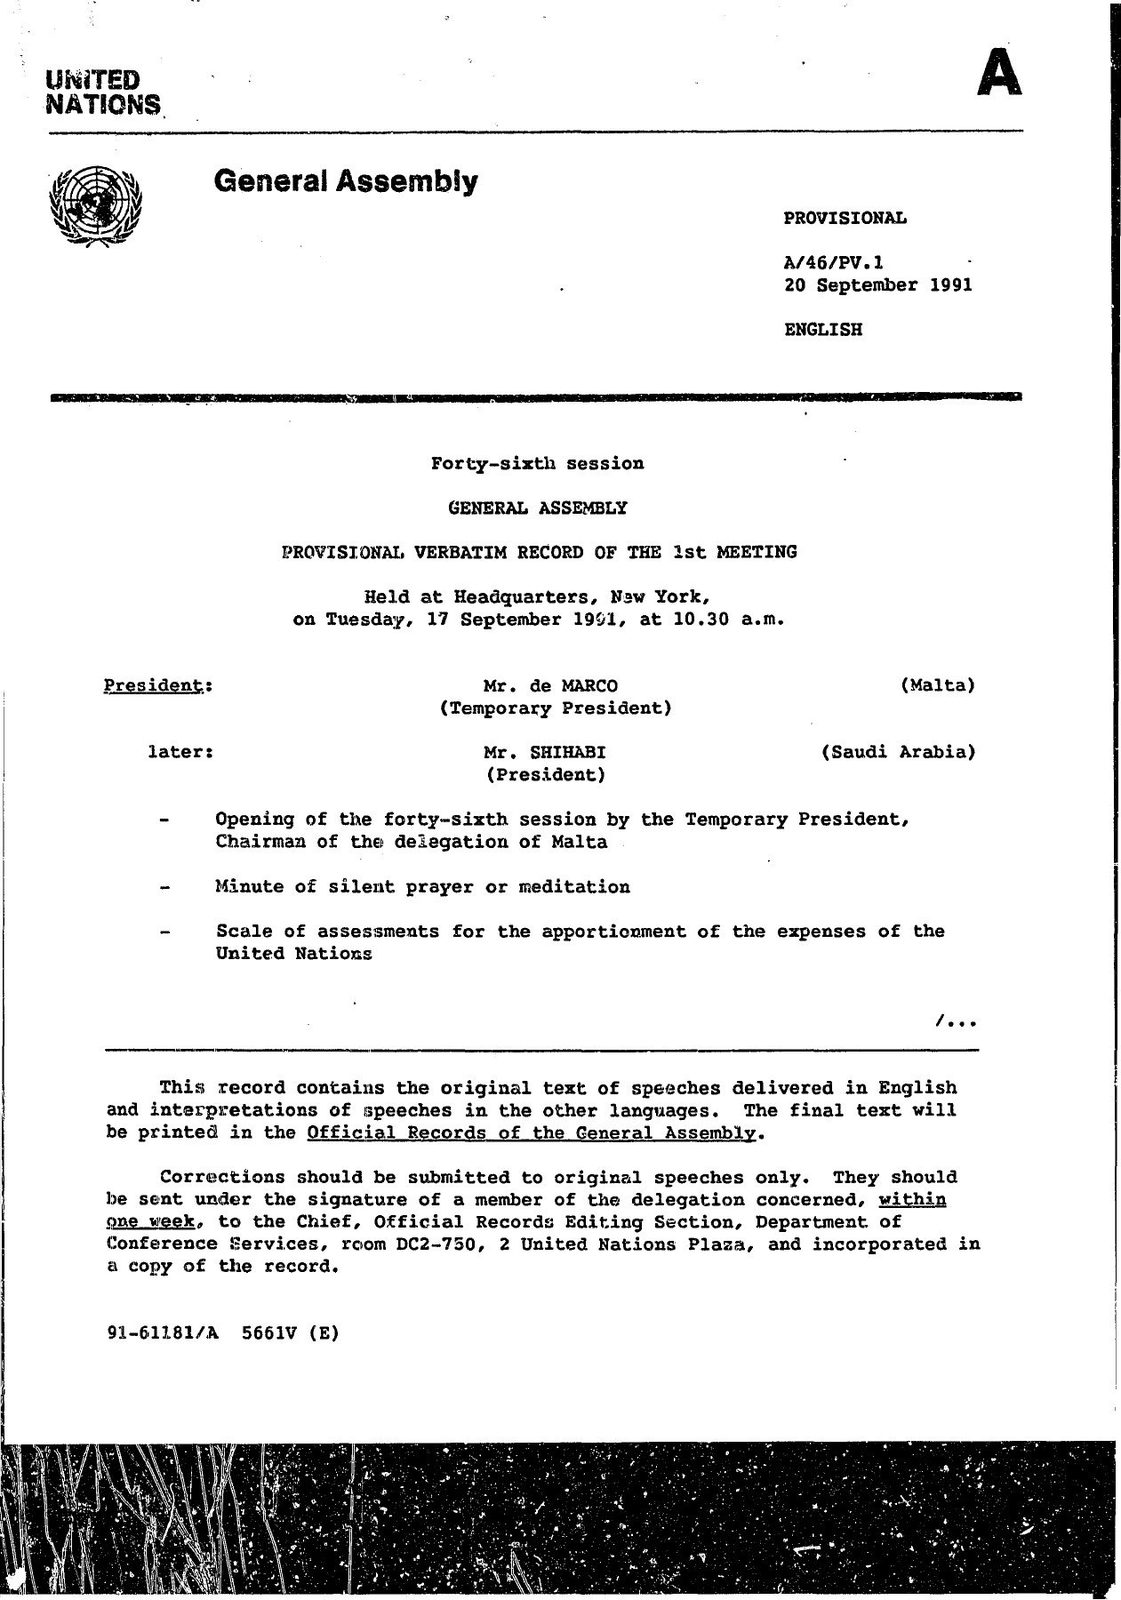 UNITED
NATIONS
A
General Assembly
PROVISIONAL
A/46/PV.1
20 September 1991
ENGLISH
Forty-sixth session
GENERAL ASSEMBLY
PROVISIONAL VERBATIM RECORD OF THE 1st MEETING
Held at Headquarters, New York,
on Tuesday, 17 September 1991, at 10.30 a.m.
President: Mr. de MARCO (Malta)
(Temporary President)
later: Mr. SHIHABI (Saudi Arabia)
(President)
- Opening of the forty-sixth session by the Temporary President,
Chairman of the delegation of Malta
- Minute of silent prayer or meditation
- Scale of assessments for the apportionment of the expenses of the
United Nations
/...
This record contains the original text of speeches delivered in English
and interpretations of speeches in the other languages. The final text will
be printed in the Official Records of the General Assembly.
Corrections should be submitted to original speeches only. They should
be sent under the signature of a member of the delegation concerned, within
one week, to the Chief, Official Records Editing Section, Department of
Conference Services, room DC2-750, 2 United Nations Plaza, and incorporated in
a copy of the record.
91-61181/A 5661V (E)